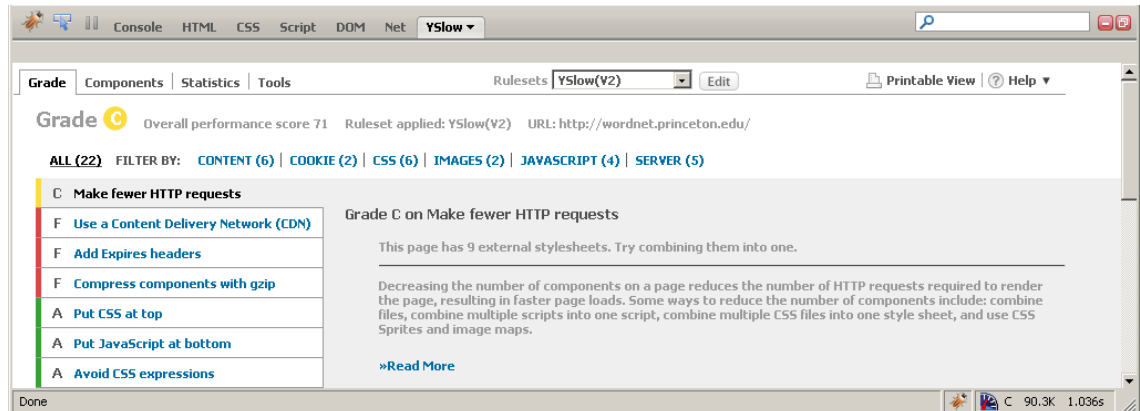 Console HTML CSS Script DOM Net YSlow
Grade Components Statistics Tools Rulesets YSlow(V2) Edit Printable View ? Help
Grade C Overall performance score 71 Ruleset applied: YSlow(V2) URL: http://wordnet.princeton.edu/
ALL (22) FILTER BY: CONTENT (6) | COOKIE (2) | CSS (6) | IMAGES (2) | JAVASCRIPT (4) | SERVER (5)
C Make fewer HTTP requests
F Use a Content Delivery Network (CDN)
F Add Expires headers
F Compress components with gzip
A Put CSS at top
A Put JavaScript at bottom
A Avoid CSS expressions
Grade C on Make fewer HTTP requests
This page has 9 external stylesheets. Try combining them into one.
Decreasing the number of components on a page reduces the number of HTTP requests required to render
the page, resulting in faster page loads. Some ways to reduce the number of components include: combine
files, combine multiple scripts into one script, combine multiple CSS files into one style sheet, and use CSS
Sprites and image maps.
»Read More
Done C 90.3K 1.036s